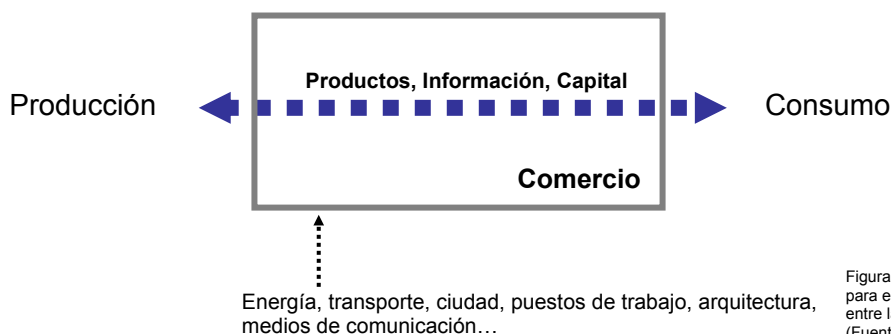 Productos, Información, Capital
Producción
Consumo
Comercio
Energía, transporte, ciudad, puestos de trabajo, arquitectura,
medios de comunicación…
Figura
para e
entre l
(Fuent